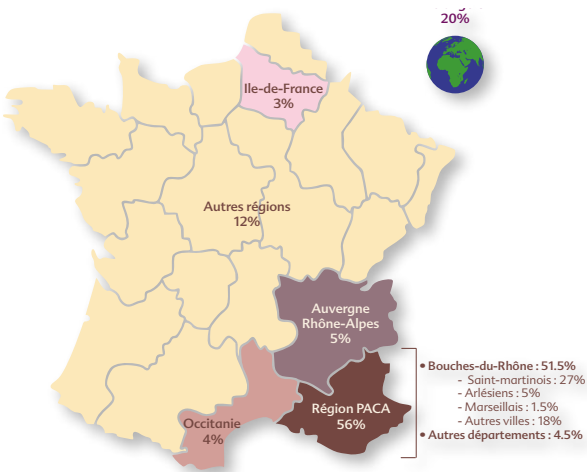 20%
Ile-de-France
3%
Autres régions
12%
Auvergne
Rhône-Alpes
5%
Région PACA
56%
Occitanie
4%
• Bouches-du-Rhône : 51.5%
- Saint-martinois : 27%
- Arlésiens : 5%
- Marseillais : 1.5%
- Autres villes : 18%
• Autres départements : 4.5%